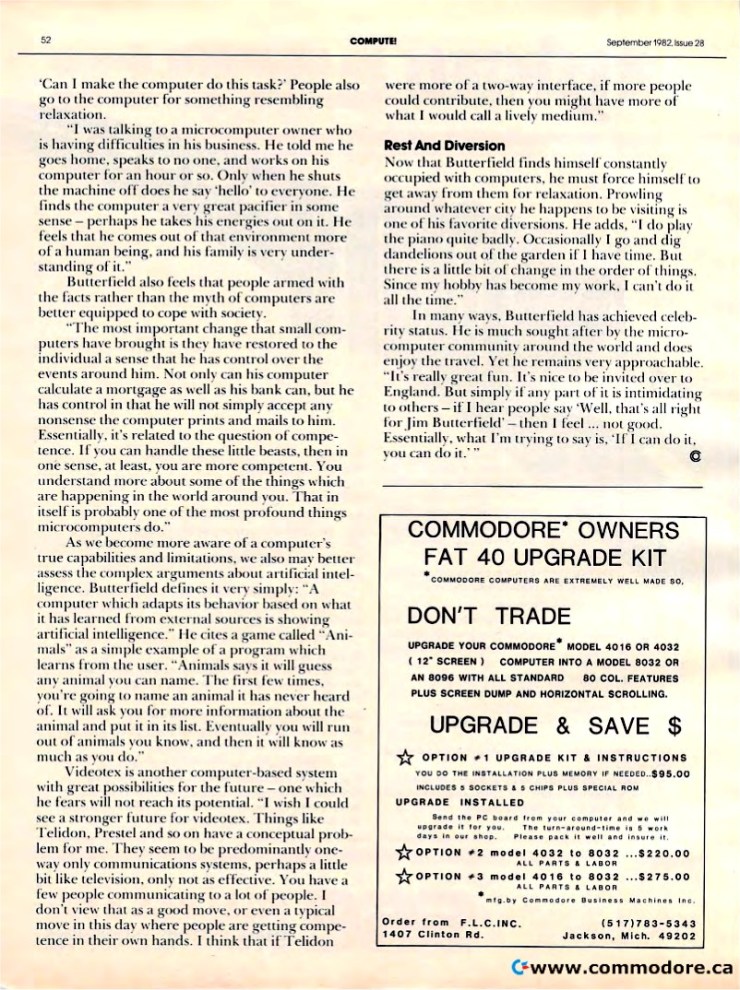 52
COMPUTE!
September 1982, Issue 28
'Can I make the computer do this task?' People also
go to the computer for something resembling
relaxation.
"I was talking to a microcomputer owner who
is having difficulties in his business. He told me he
goes home, speaks to no one, and works on his
computer for an hour or so. Only when he shuts
the machine off does he say 'hello' to everyone. He
finds the computer a very great pacifier in some
sense – perhaps he takes his energies out on it. He
feels that he comes out of that environment more
of a human being, and his family is very under-
standing of it."
Butterfield also feels that people armed with
the facts rather than the myth of computers are
better equipped to cope with society.
"The most important change that small com-
puters have brought is they have restored to the
individual a sense that he has control over the
events around him. Not only can his computer
calculate a mortgage as well as his bank can, but he
has control in that he will not simply accept any
nonsense the computer prints and mails to him.
Essentially, it's related to the question of compe-
tence. If you can handle these little beasts, then in
one sense, at least, you are more competent. You
understand more about some of the things which
are happening in the world around you. That in
itself is probably one of the most profound things
microcomputers do."
As we become more aware of a computer's
true capabilities and limitations, we also may better
assess the complex arguments about artificial intel-
ligence. Butterfield defines it very simply: "A
computer which adapts its behavior based on what
it has learned from external sources is showing
artificial intelligence." He cites a game called "Ani-
mals" as a simple example of a program which
learns from the user. "Animals says it will guess
any animal you can name. The first few times,
you're going to name an animal it has never heard
of. It will ask you for more information about the
animal and put it in its list. Eventually you will run
out of animals you know, and then it will know as
much as you do."
Videotex is another computer-based system
with great possibilities for the future – one which
he fears will not reach its potential. "I wish I could
see a stronger future for videotex. Things like
Telidon, Prestel and so on have a conceptual prob-
lem for me. They seem to be predominantly one-
way only communications systems, perhaps a little
bit like television, only not as effective. You have a
few people communicating to a lot of people. I
don't view that as a good move, or even a typical
move in this day where people are getting compe-
tence in their own hands. I think that if Telidon
were more of a two-way interface, if more people
could contribute, then you might have more of
what I would call a lively medium."
Rest And Diversion
Now that Butterfield finds himself constantly
occupied with computers, he must force himself to
get away from them for relaxation. Prowling
around whatever city he happens to be visiting is
one of his favorite diversions. He adds, "I do play
the piano quite badly. Occasionally I go and dig
dandelions out of the garden if I have time. But
there is a little bit of change in the order of things.
Since my hobby has become my work, I can't do it
all the time."
In many ways, Butterfield has achieved celeb-
rity status. He is much sought after by the micro-
computer community around the world and does
enjoy the travel. Yet he remains very approachable.
"It's really great fun. It's nice to be invited over to
England. But simply if any part of it is intimidating
to others – if I hear people say 'Well, that's all right
for Jim Butterfield' – then I feel ... not good.
Essentially, what I'm trying to say is, 'If I can do it,
you can do it.' "
COMMODORE* OWNERS
FAT 40 UPGRADE KIT
*COMMODORE COMPUTERS ARE EXTREMELY WELL MADE SO,
DON'T TRADE
UPGRADE YOUR COMMODORE* MODEL 4016 OR 4032
( 12" SCREEN ) COMPUTER INTO A MODEL 8032 OR
AN 8096 WITH ALL STANDARD 80 COL. FEATURES
PLUS SCREEN DUMP AND HORIZONTAL SCROLLING.
UPGRADE & SAVE $
☆ OPTION #1 UPGRADE KIT & INSTRUCTIONS
YOU DO THE INSTALLATION PLUS MEMORY IF NEEDED..$95.00
INCLUDES 5 SOCKETS & 5 CHIPS PLUS SPECIAL ROM
UPGRADE INSTALLED
Send the PC board from your computer and we will
upgrade it for you. The turn-around-time is 5 work
days in our shop. Please pack it well and insure it.
☆ OPTION #2 model 4032 to 8032 ...$220.00
ALL PARTS & LABOR
☆ OPTION #3 model 4016 to 8032 ...$275.00
ALL PARTS & LABOR
*mfg.by Commodore Business Machines Inc.
Order from F.L.C.INC. (517)783-5343
1407 Clinton Rd. Jackson, Mich. 49202
www.commodore.ca